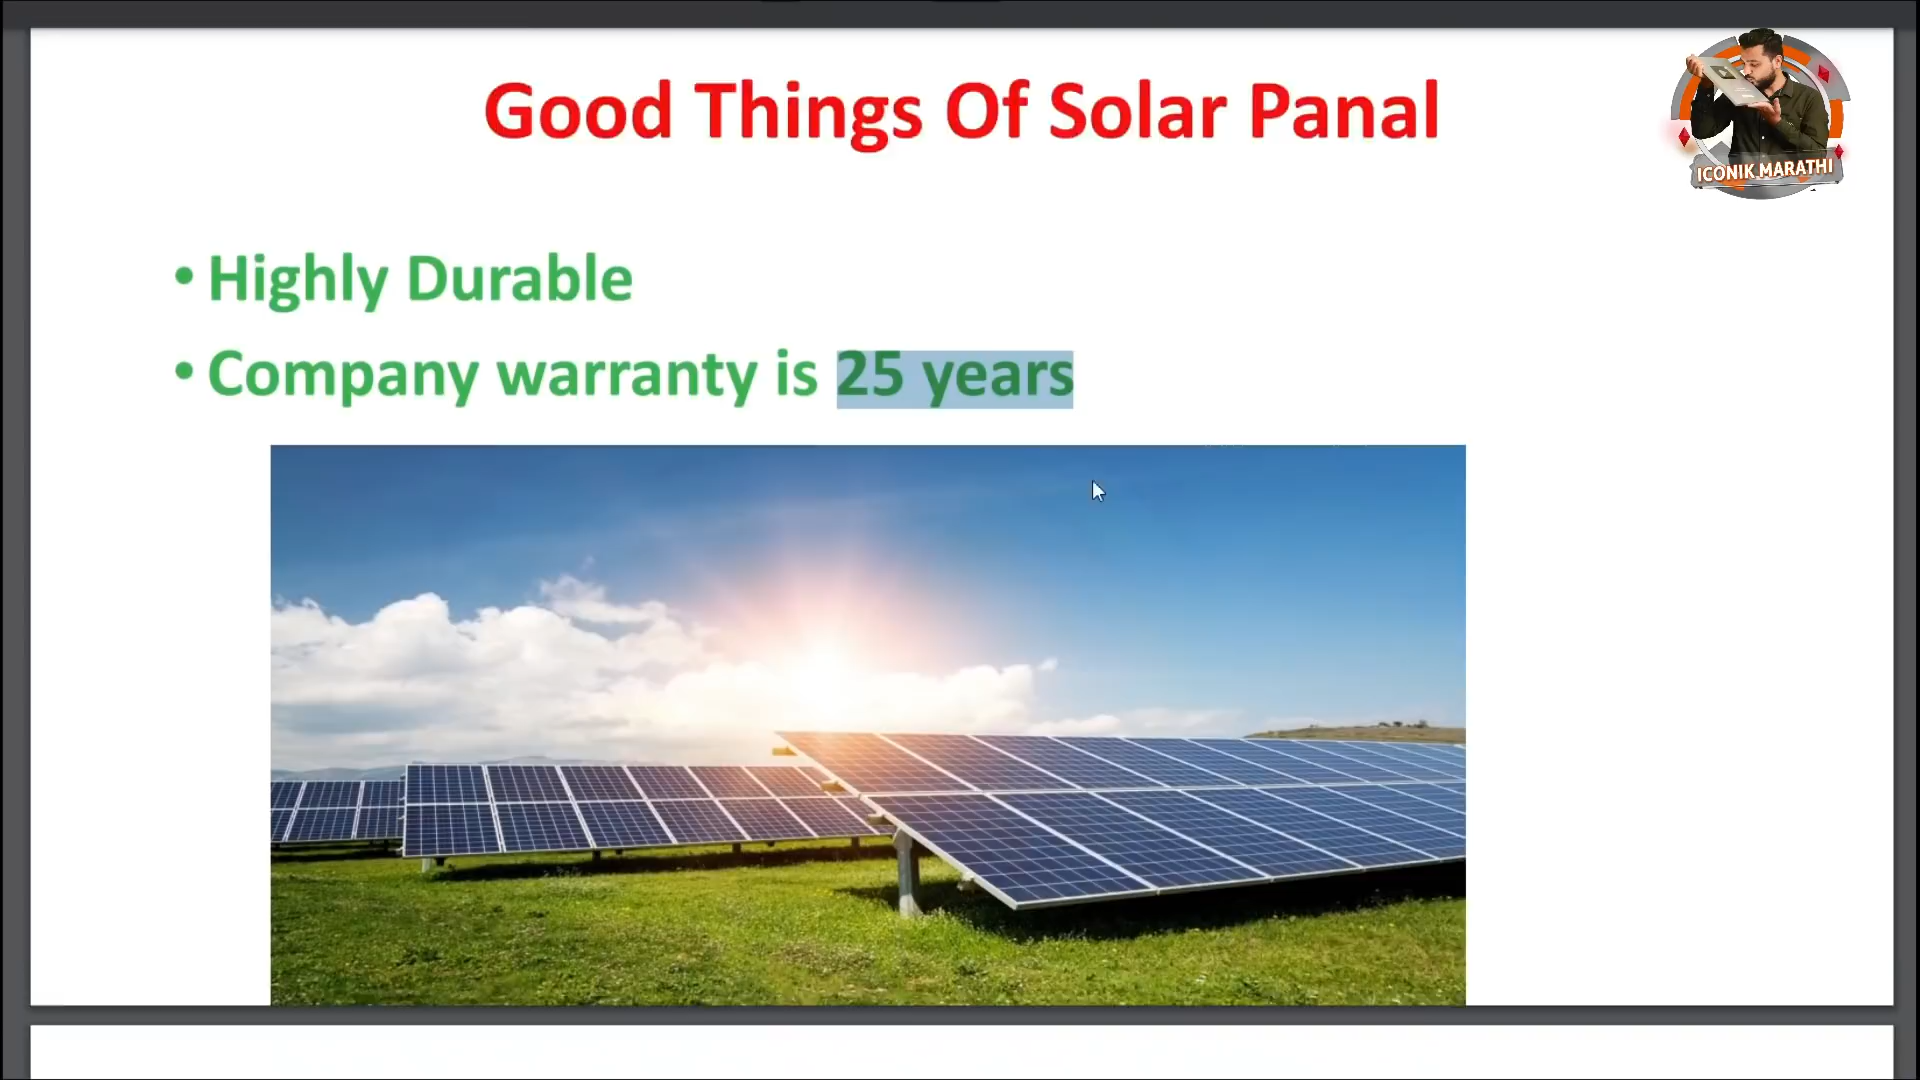 Good Things Of Solar Panal
ICONIK MARATHI
• Highly Durable
• Company warranty is 25 years